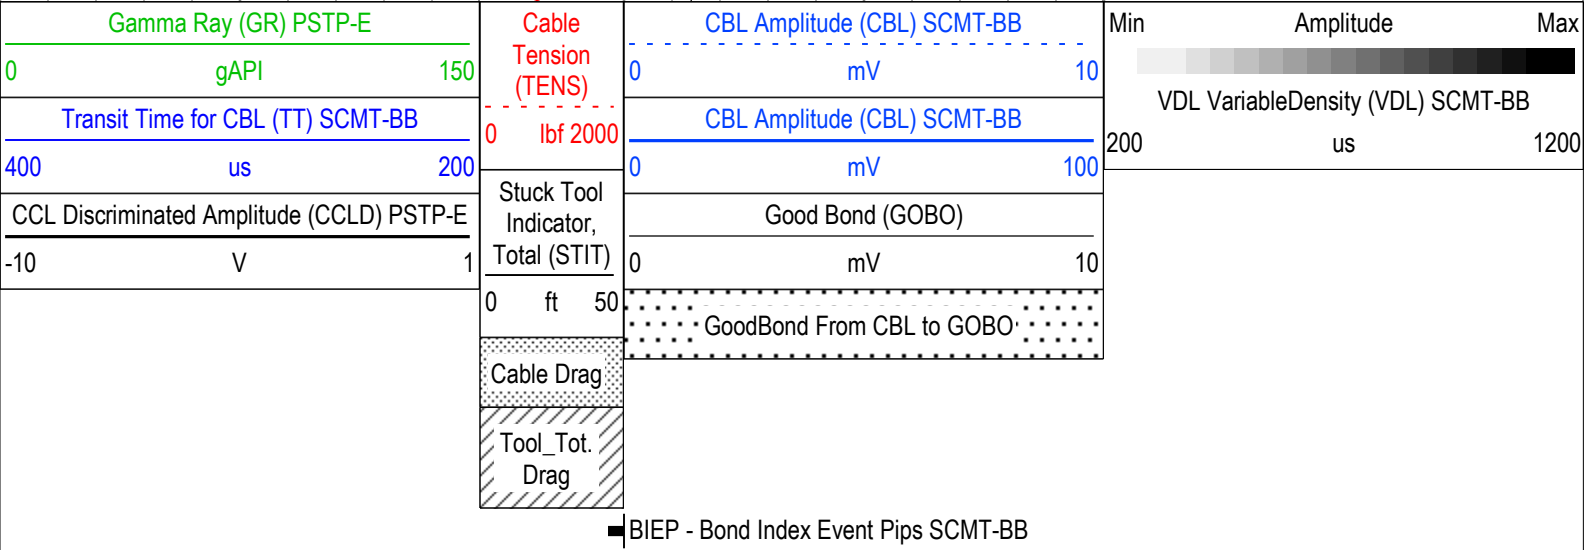 Gamma Ray (GR) PSTP-E
0 gAPI 150
Transit Time for CBL (TT) SCMT-BB
400 us 200
CCL Discriminated Amplitude (CCLD) PSTP-E
-10 V 1
Cable
Tension
(TENS)
0 lbf 2000
Stuck Tool
Indicator,
Total (STIT)
0 ft 50
Cable Drag
Tool_Tot.
Drag
CBL Amplitude (CBL) SCMT-BB
0 mV 10
CBL Amplitude (CBL) SCMT-BB
0 mV 100
Good Bond (GOBO)
0 mV 10
GoodBond From CBL to GOBO
Min Amplitude Max
VDL VariableDensity (VDL) SCMT-BB
200 us 1200
BIEP - Bond Index Event Pips SCMT-BB